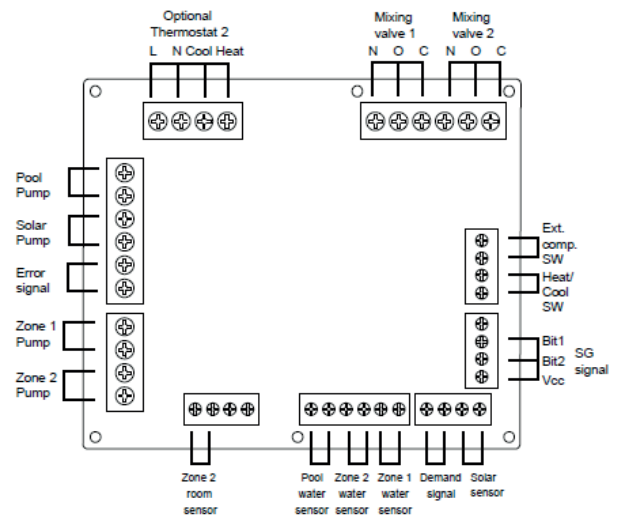 Optional
Thermostat 2
L N Cool Heat
Mixing
valve 1
N O C
Mixing
valve 2
N O C
Pool
Pump
Solar
Pump
Error
signal
Zone 1
Pump
Zone 2
Pump
Ext.
comp.
SW
Heat/
Cool
SW
Bit1
Bit2
Vcc
SG
signal
Zone 2
room
sensor
Pool
water
sensor
Zone 2
water
sensor
Zone 1
water
sensor
Demand
signal
Solar
sensor